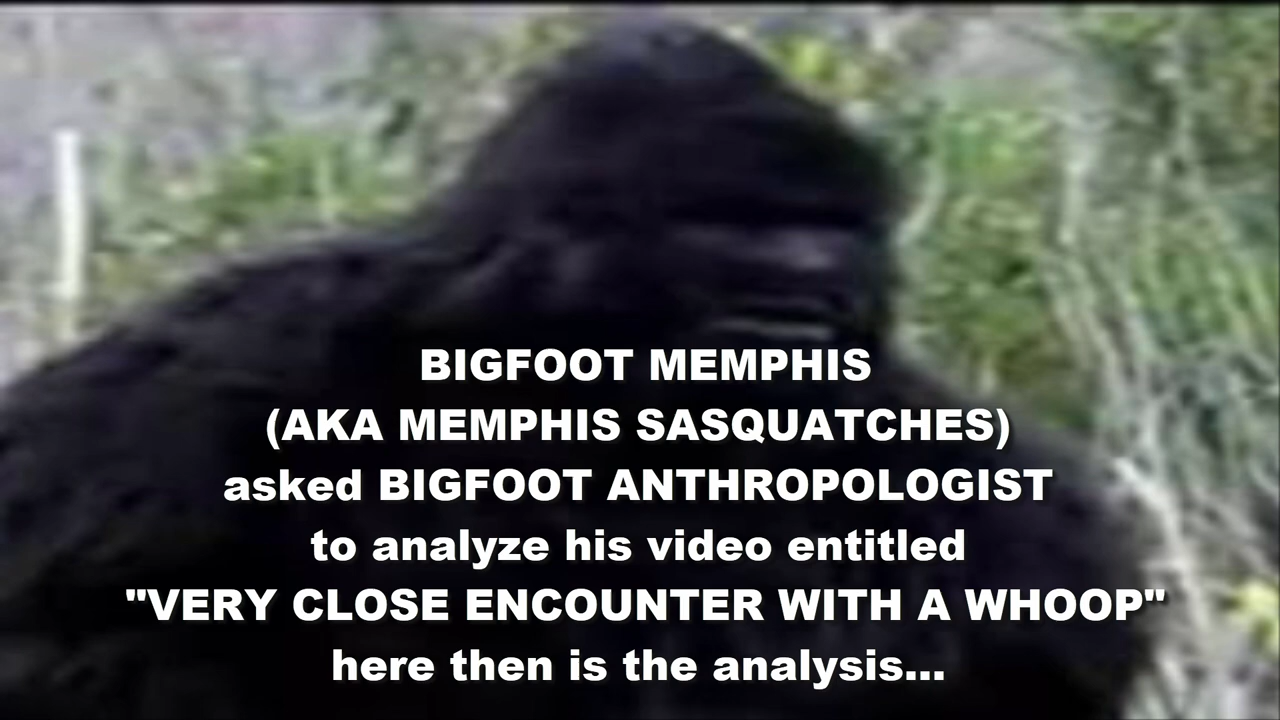 BIGFOOT MEMPHIS
(AKA MEMPHIS SASQUATCHES)
asked BIGFOOT ANTHROPOLOGIST
to analyze his video entitled
"VERY CLOSE ENCOUNTER WITH A WHOOP"
here then is the analysis...